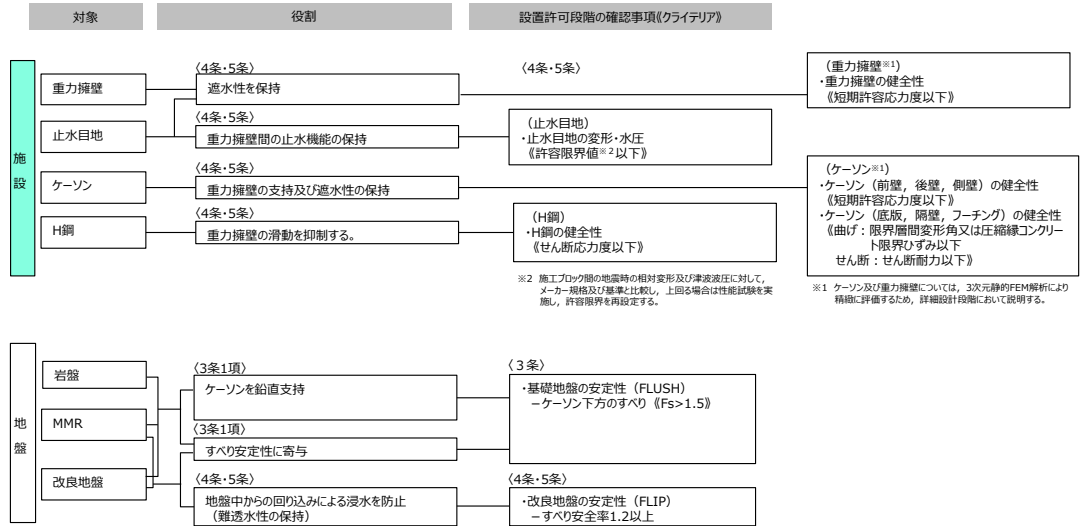 対象
役割
設置許可段階の確認事項《クライテリア》
施設
重力擁壁
〈4条・5条〉
遮水性を保持
〈4条・5条〉
（重力擁壁※1）
・重力擁壁の健全性
《短期許容応力度以下》
止水目地
〈4条・5条〉
重力擁壁間の止水機能の保持
（止水目地）
・止水目地の変形・水圧
《許容限界値※2以下》
ケーソン
〈4条・5条〉
重力擁壁の支持及び遮水性の保持
（ケーソン※1）
・ケーソン（前壁，後壁，側壁）の健全性
《短期許容応力度以下》
・ケーソン（底版，隔壁，フーチング）の健全性
《曲げ：限界層間変形角又は圧縮縁コンクリー
ト限界ひずみ以下
せん断：せん断耐力以下》
H鋼
〈4条・5条〉
重力擁壁の滑動を抑制する。
（H鋼）
・H鋼の健全性
《せん断応力度以下》
※2 施工ブロック間の地震時の相対変形及び津波波圧に対して，
メーカー規格及び基準と比較し，上回る場合は性能試験を実
施し，許容限界を再設定する。
※1 ケーソン及び重力擁壁については，3次元静的FEM解析により
精緻に評価するため，詳細設計段階において説明する。
地盤
岩盤
MMR
改良地盤
〈3条1項〉
ケーソンを鉛直支持
〈3条1項〉
すべり安定性に寄与
〈３条〉
・基礎地盤の安定性（FLUSH）
－ケーソン下方のすべり《Fs>1.5》
〈4条・5条〉
地盤中からの回り込みによる浸水を防止
（難透水性の保持）
〈4条・5条〉
・改良地盤の安定性（FLIP）
－すべり安全率1.2以上